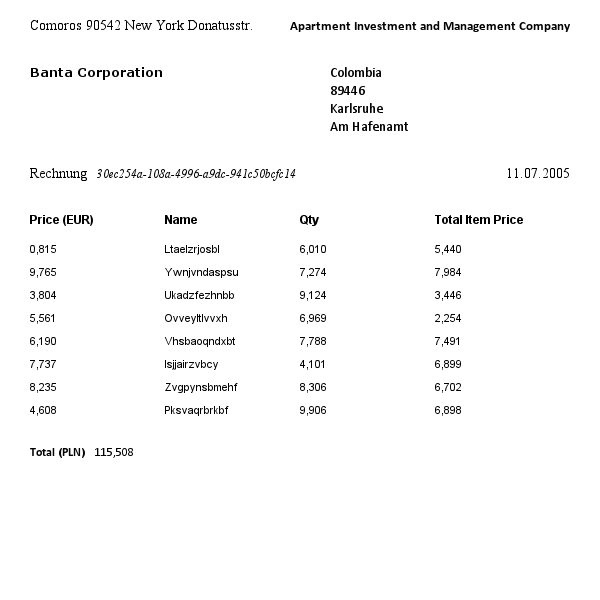 Comoros 90542 New York Donatusstr. Apartment Investment and Management Company
Banta Corporation
Colombia
89446
Karlsruhe
Am Hafenamt
Rechnung 30ec254a-108a-4996-a9dc-941c50bcfc14 11.07.2005
Price (EUR) Name Qty Total Item Price
0,815 Ltaelzrjosbl 6,010 5,440
9,765 Ywnjvndaspsu 7,274 7,984
3,804 Ukadzfezhnbb 9,124 3,446
5,561 Ovveyltlvvxh 6,969 2,254
6,190 Vhsbaoqndxbt 7,788 7,491
7,737 Isjjairzvbcy 4,101 6,899
8,235 Zvgpynsbmehf 8,306 6,702
4,608 Pksvaqrbrkbf 9,906 6,898
Total (PLN) 115,508